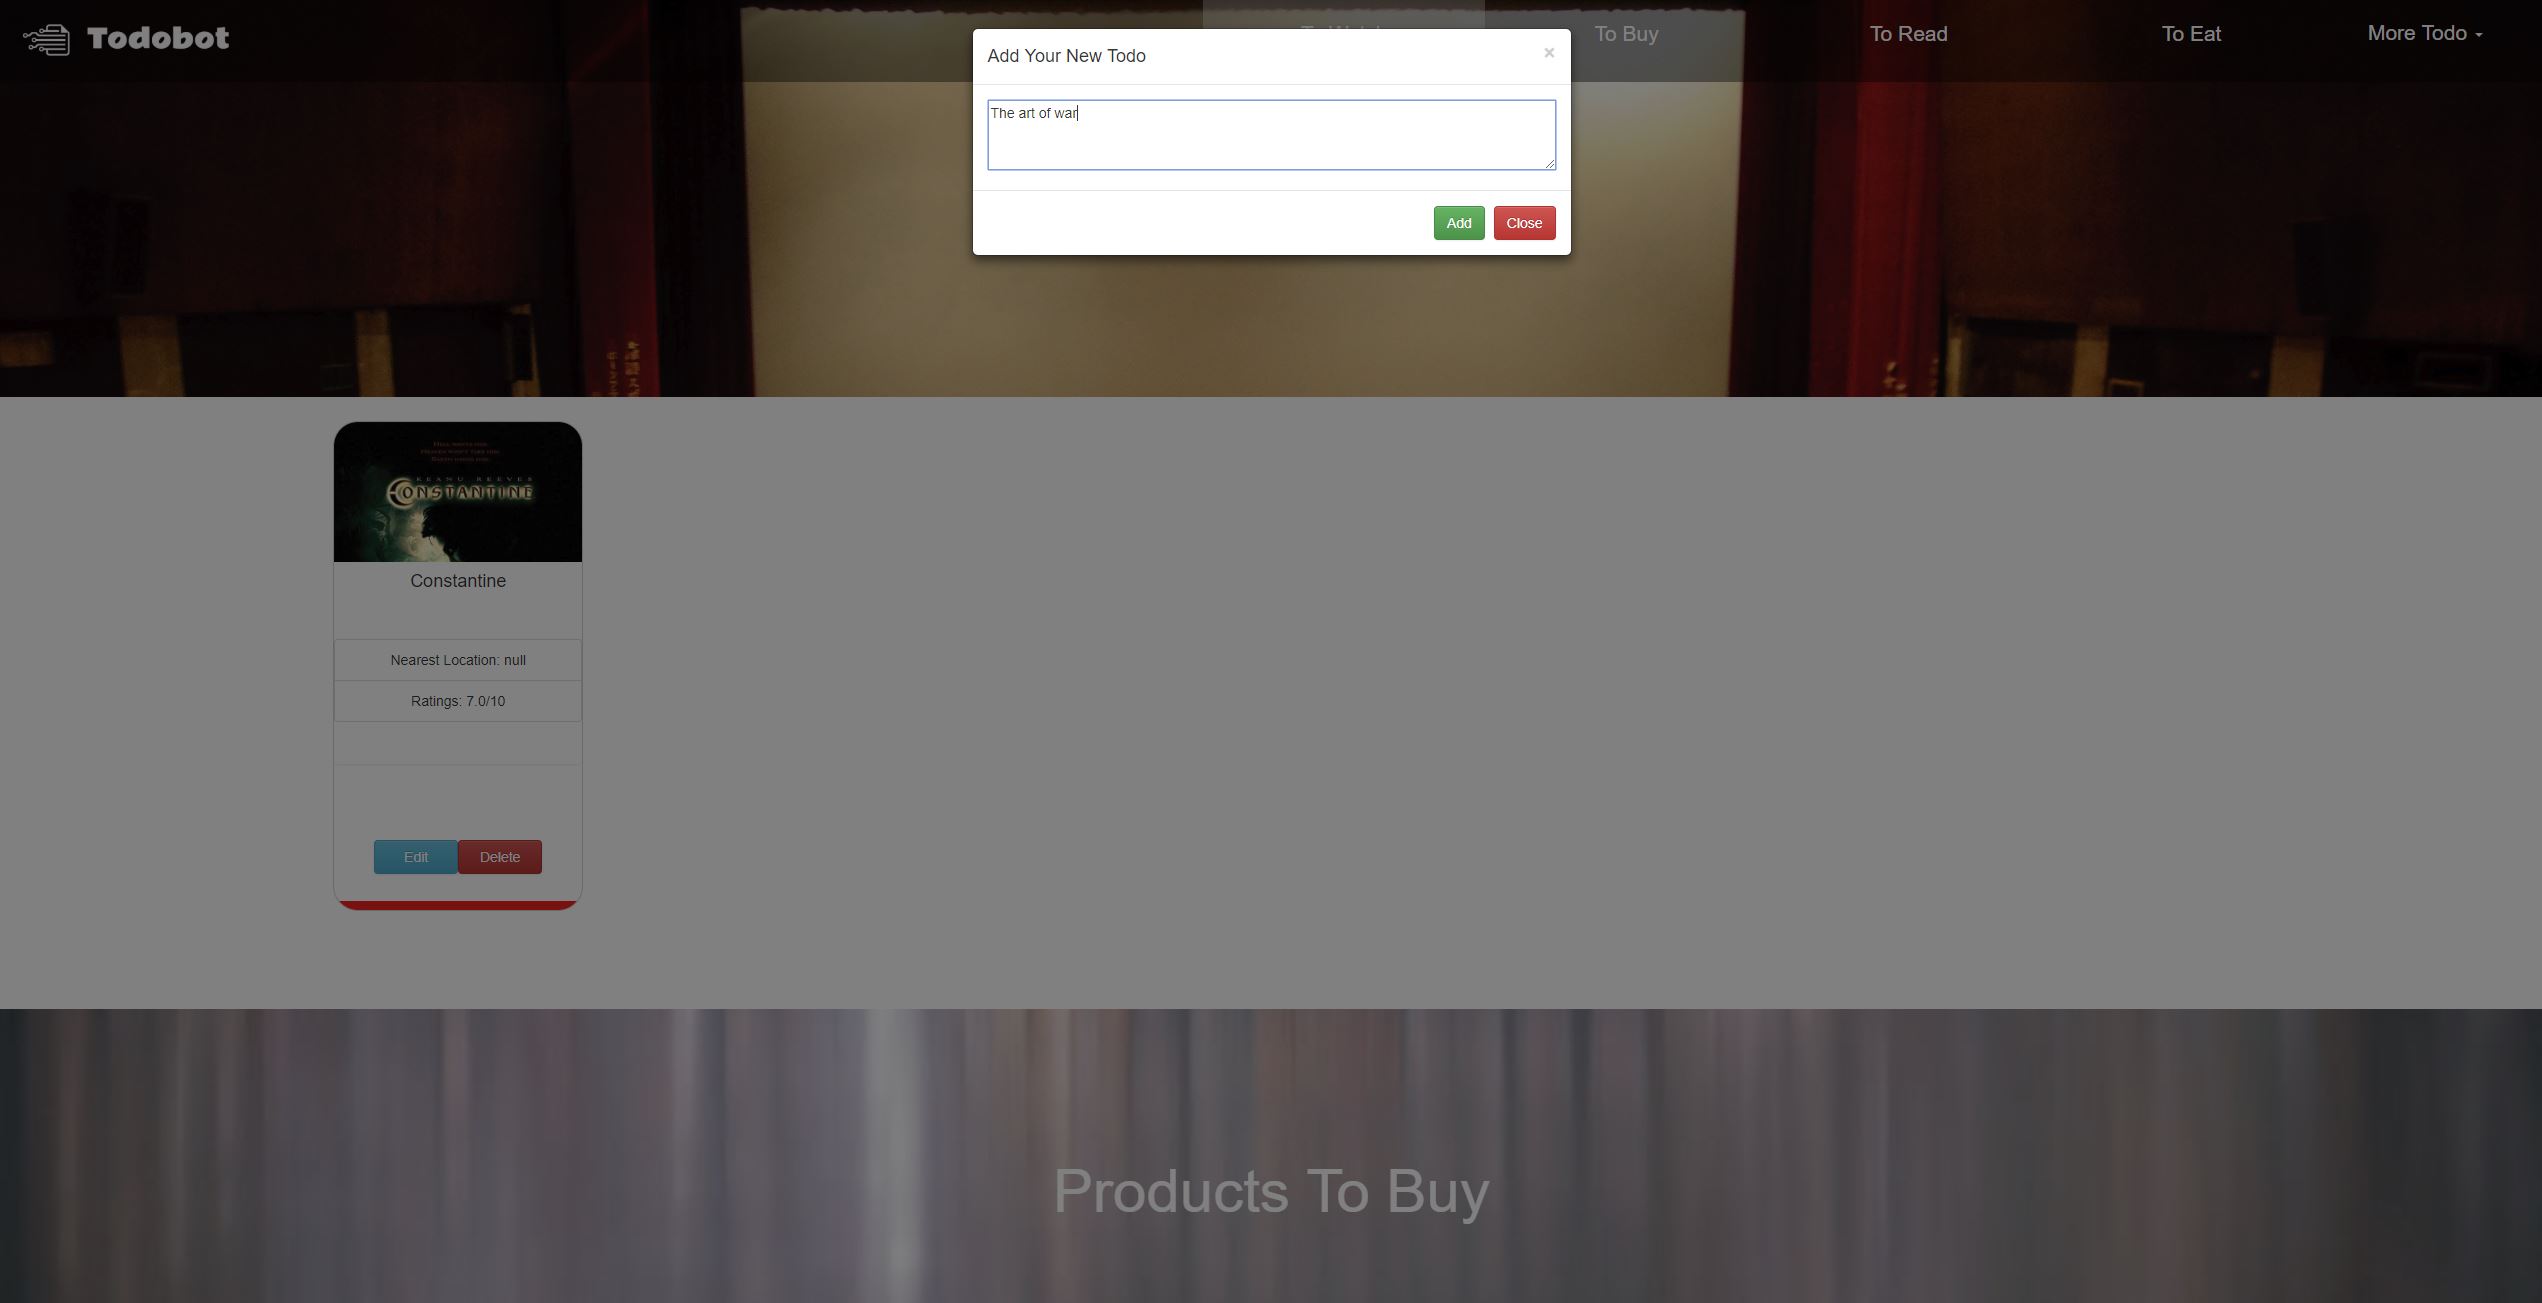 Todobot
To Buy
To Read
To Eat
More Todo
Add Your New Todo
×
The art of war
Add
Close
KEANU REEVES
CONSTANTINE
Constantine
Nearest Location: null
Ratings: 7.0/10
Edit
Delete
Products To Buy